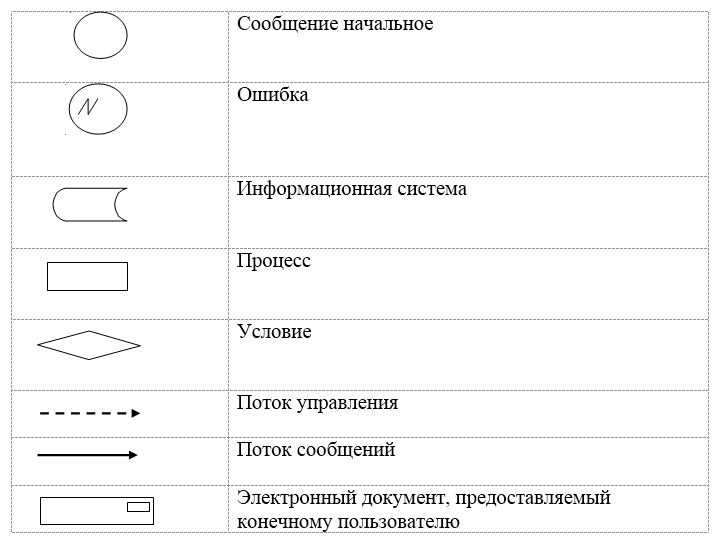 Сообщение начальное
Ошибка
Информационная система
Процесс
Условие
Поток управления
Поток сообщений
Электронный документ, предоставляемый
конечному пользователю